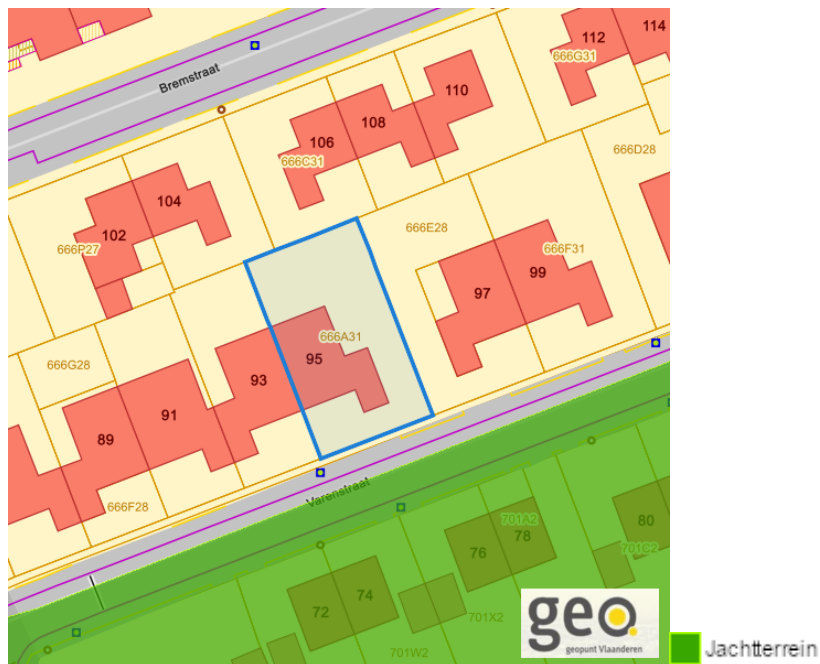 112
114
666G31
Bremstraat
110
108
106
666C31
666D28
104
102
666P27
666E28
666F31
99
97
666A31
95
93
666G28
91
89
666F28
Varenstraat
701A2
78
76
80
701C2
74
72
701X2
701W2
geo
geopunt Vlaanderen
Jachtterrein